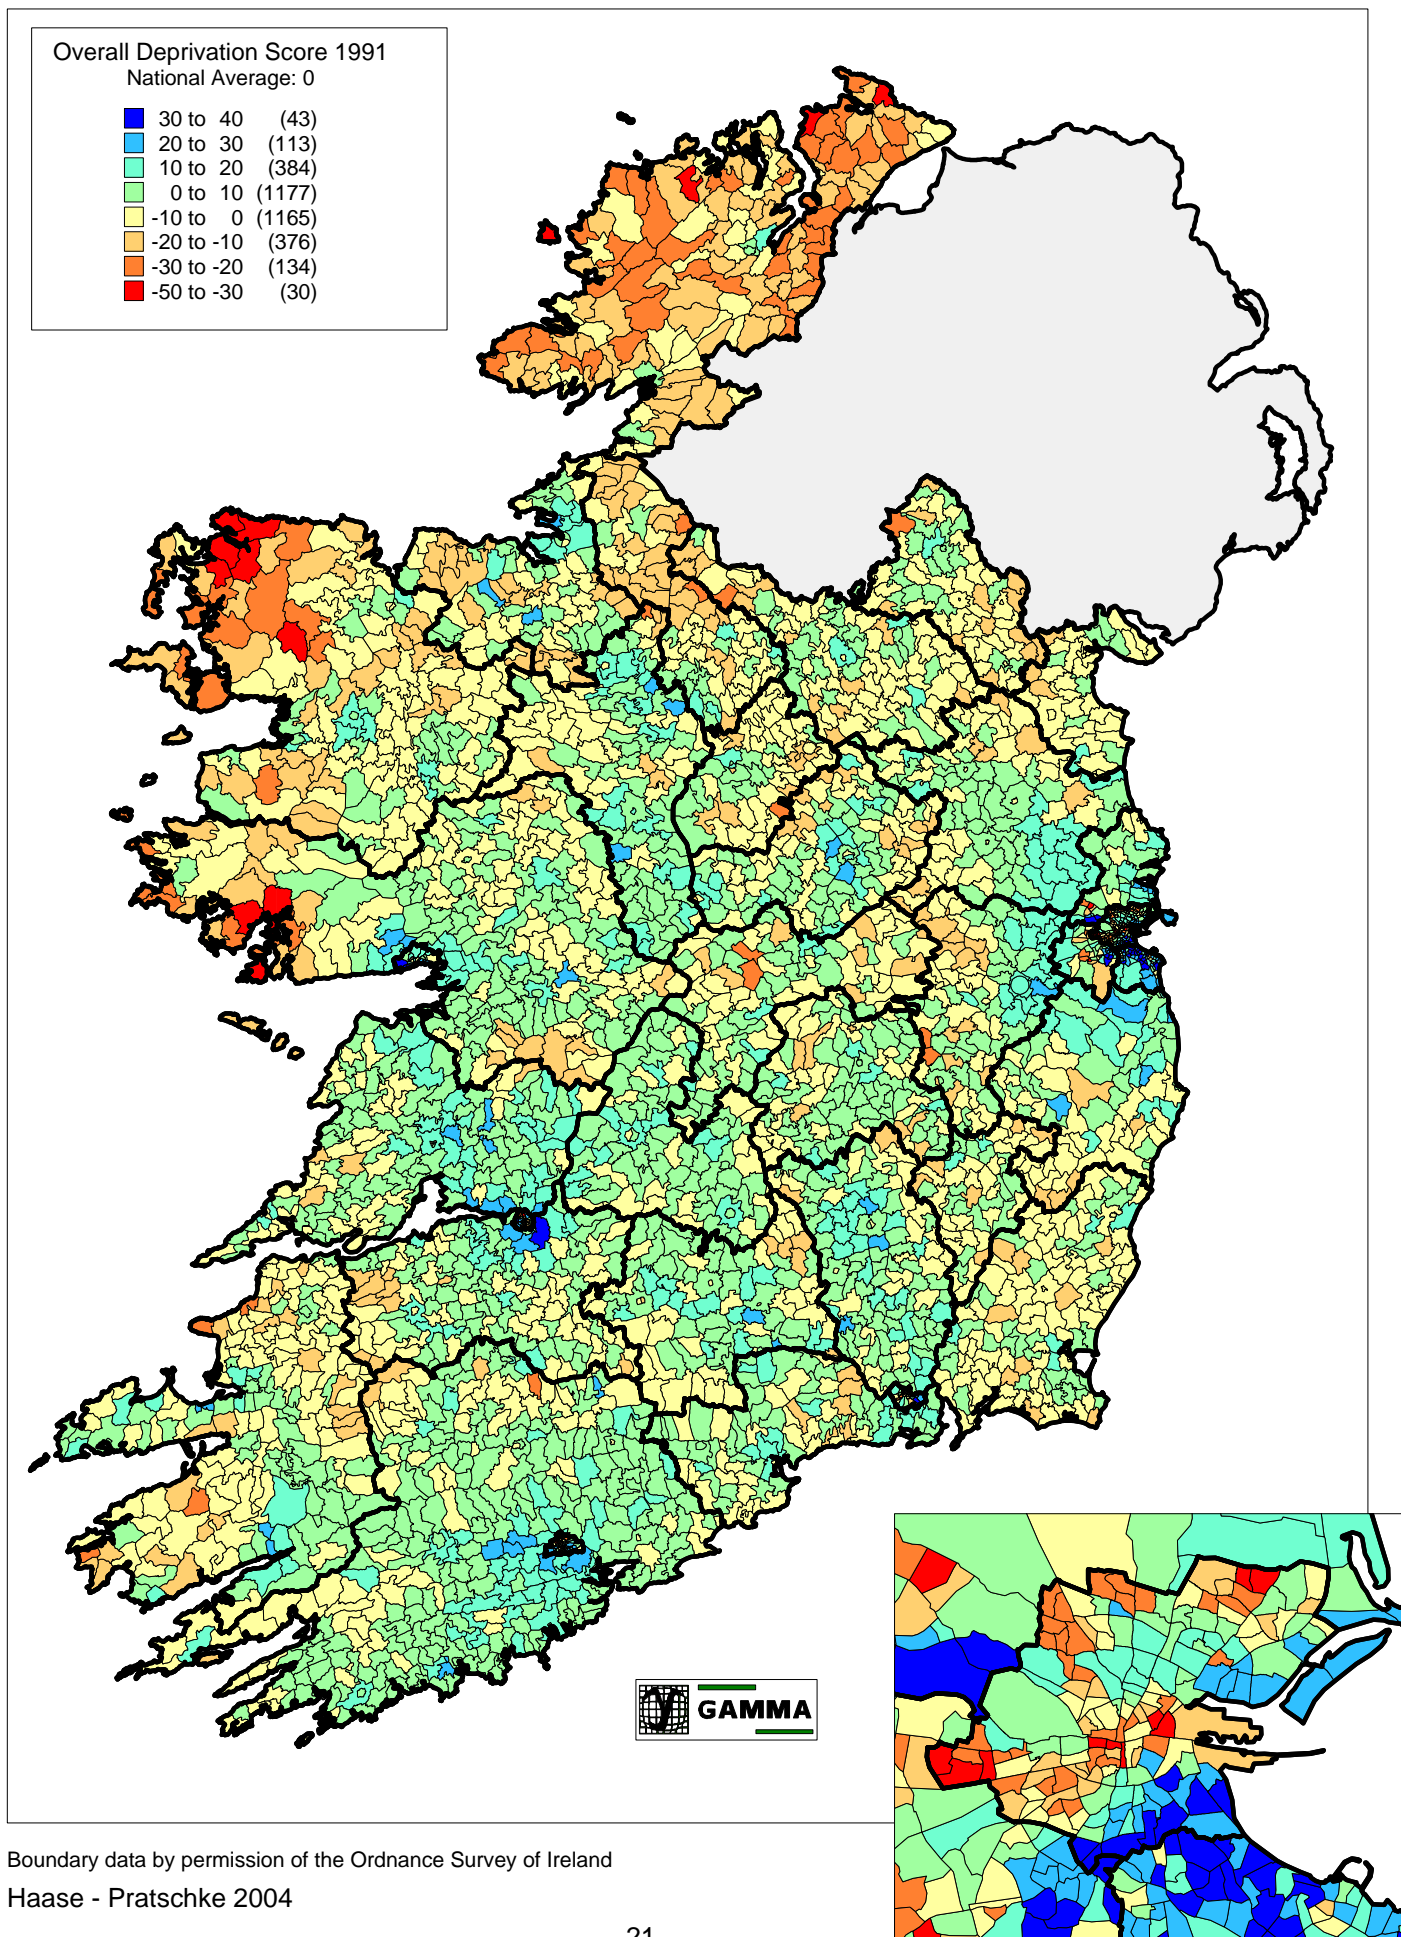 Overall Deprivation Score 1991
National Average: 0
30 to 40 (43)
20 to 30 (113)
10 to 20 (384)
0 to 10 (1177)
-10 to 0 (1165)
-20 to -10 (376)
-30 to -20 (134)
-50 to -30 (30)
GAMMA
Boundary data by permission of the Ordnance Survey of Ireland
Haase - Pratschke 2004
21